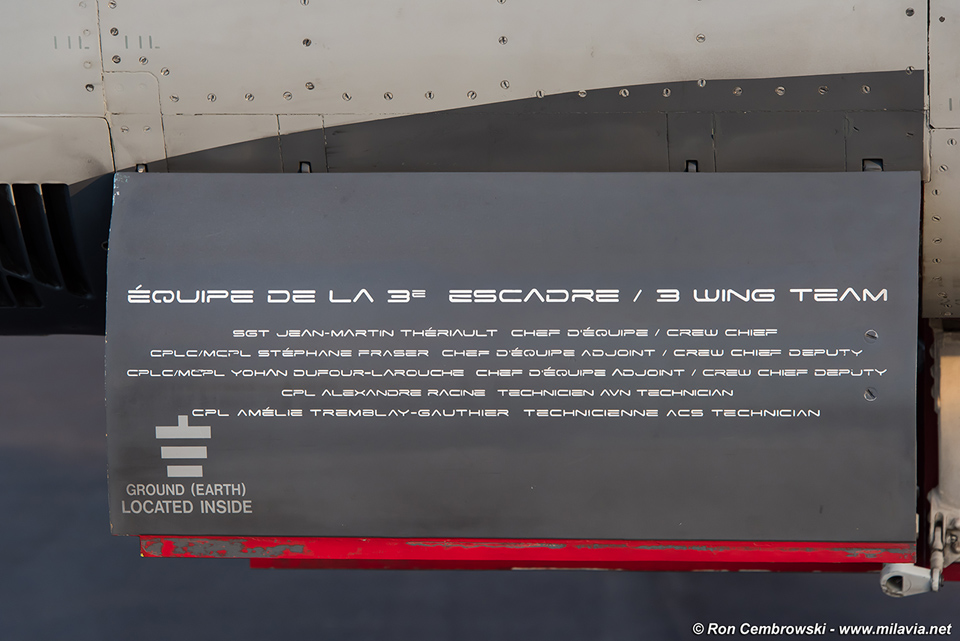 ÉQUIPE DE LA 3E ESCADRE / 3 WING TEAM
SGT JEAN-MARTIN THÉRIAULT CHEF D'ÉQUIPE / CREW CHIEF
CPLC/MCPL STÉPHANE FRASER CHEF D'ÉQUIPE ADJOINT / CREW CHIEF DEPUTY
CPLC/MCPL YOHAN DUFOUR-LAROUCHE CHEF D'ÉQUIPE ADJOINT / CREW CHIEF DEPUTY
CPL ALEXANDRE RACINE TECHNICIEN AVN TECHNICIAN
CPL AMÉLIE TREMBLAY-GAUTHIER TECHNICIENNE ACS TECHNICIAN
GROUND (EARTH)
LOCATED INSIDE
© Ron Cembrowski - www.milavia.net